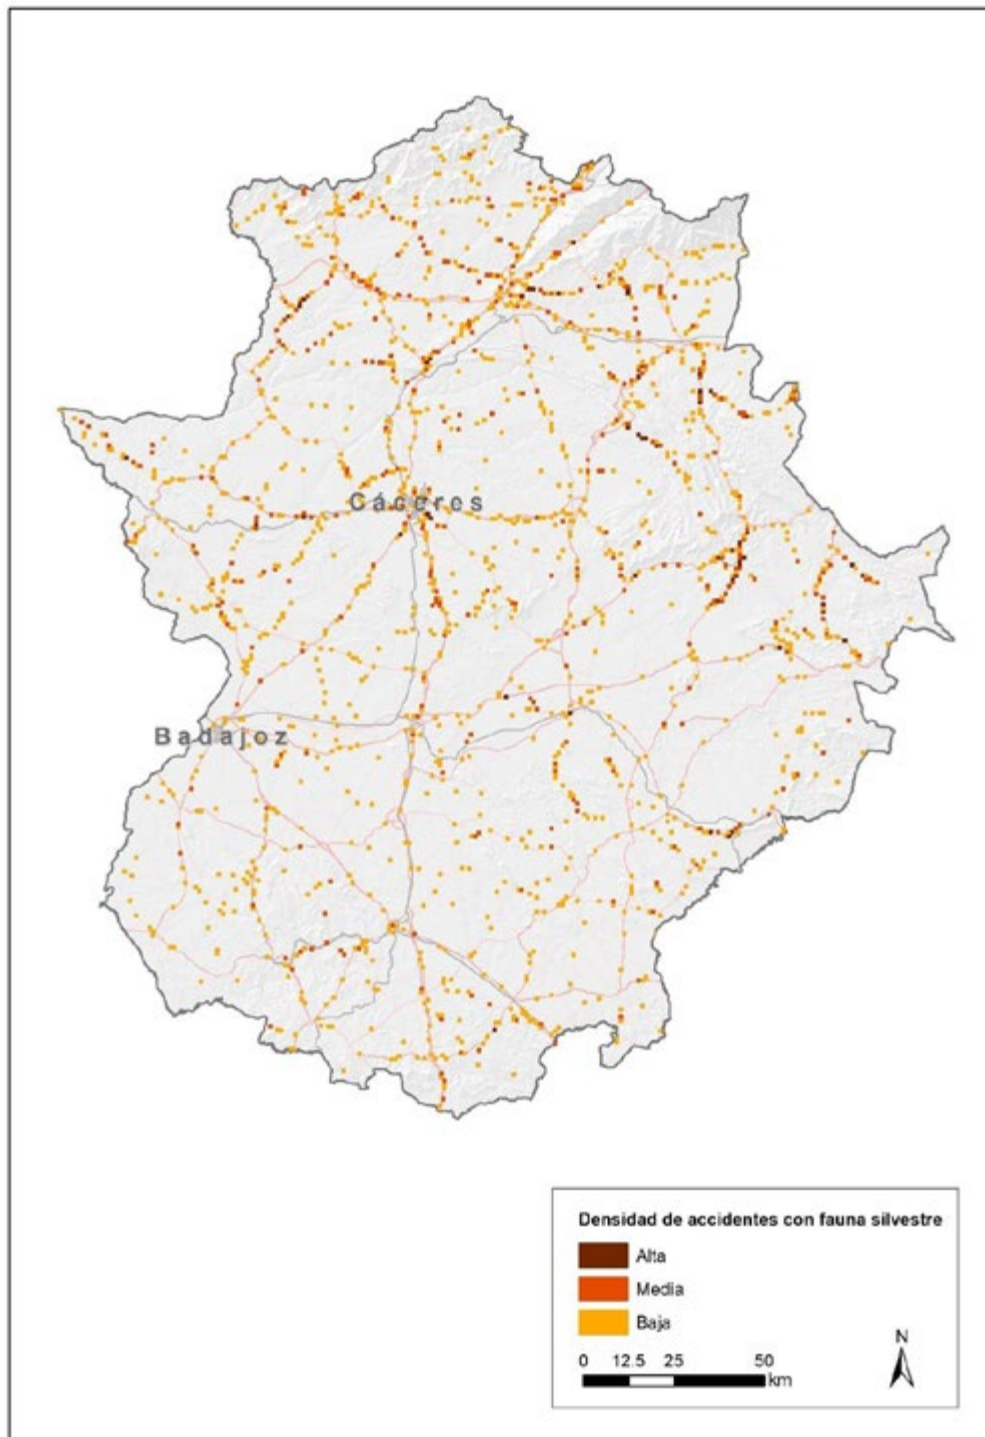 Cáceres
Badajoz
Densidad de accidentes con fauna silvestre
Alta
Media
Baja
N
0 12.5 25 50
km